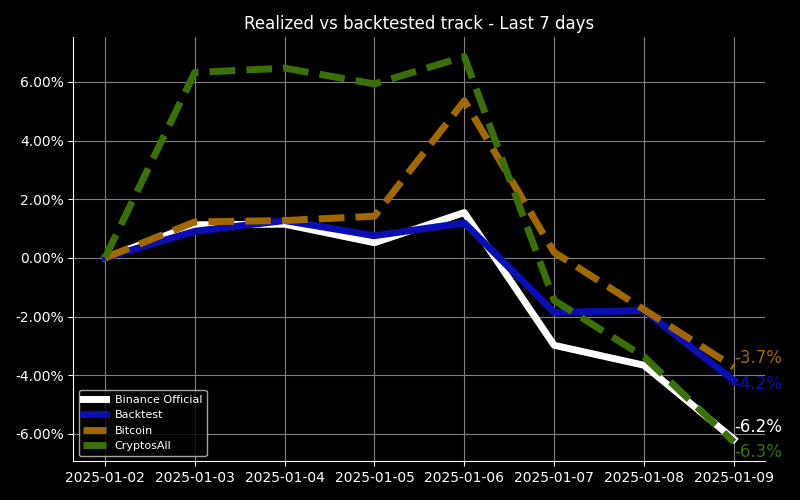 Realized vs backtested track - Last 7 days
6.00%
4.00%
2.00%
0.00%
-2.00%
-4.00%
-6.00%
-3.7%
-4.2%
-6.2%
-6.3%
Binance Official
Backtest
Bitcoin
CryptosAll
2025-01-02 2025-01-03 2025-01-04 2025-01-05 2025-01-06 2025-01-07 2025-01-08 2025-01-09